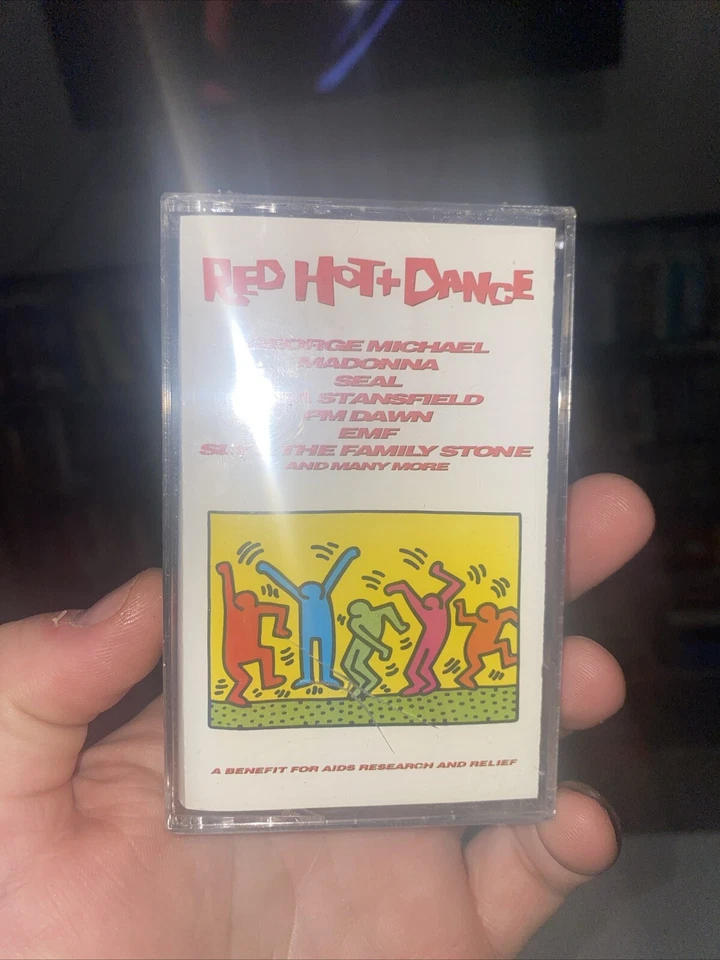 RED HOT + DANCE
GEORGE MICHAEL
MADONNA
SEAL
STANSFIELD
PM DAWN
EMF
THE FAMILY STONE
AND MANY MORE
A BENEFIT FOR AIDS RESEARCH AND RELIEF